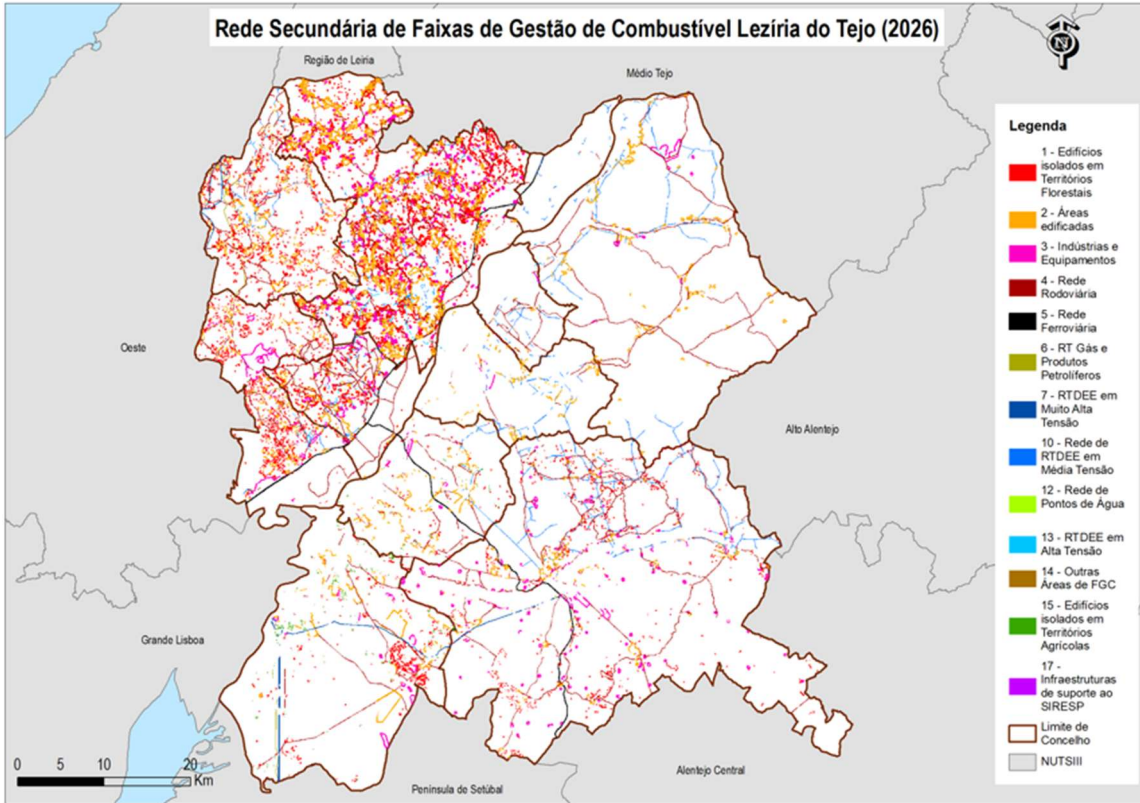 Rede Secundária de Faixas de Gestão de Combustível Lezíria do Tejo (2026)
N
Região de Leiria
Médio Tejo
Oeste
Alto Alentejo
Grande Lisboa
Península de Setúbal
Alentejo Central
0 5 10 20
Km
Legenda
1 - Edifícios
isolados em
Territórios
Florestais
2 - Áreas
edificadas
3 - Indústrias e
Equipamentos
4 - Rede
Rodoviária
5 - Rede
Ferroviária
6 - RT Gás e
Produtos
Petrolíferos
7 - RTDEE em
Muito Alta
Tensão
10 - Rede de
RTDEE em
Média Tensão
12 - Rede de
Pontos de Água
13 - RTDEE em
Alta Tensão
14 - Outras
Áreas de FGC
15 - Edifícios
isolados em
Territórios
Agrícolas
17 -
Infraestruturas
de suporte ao
SIRESP
Limite de
Concelho
NUTSIII